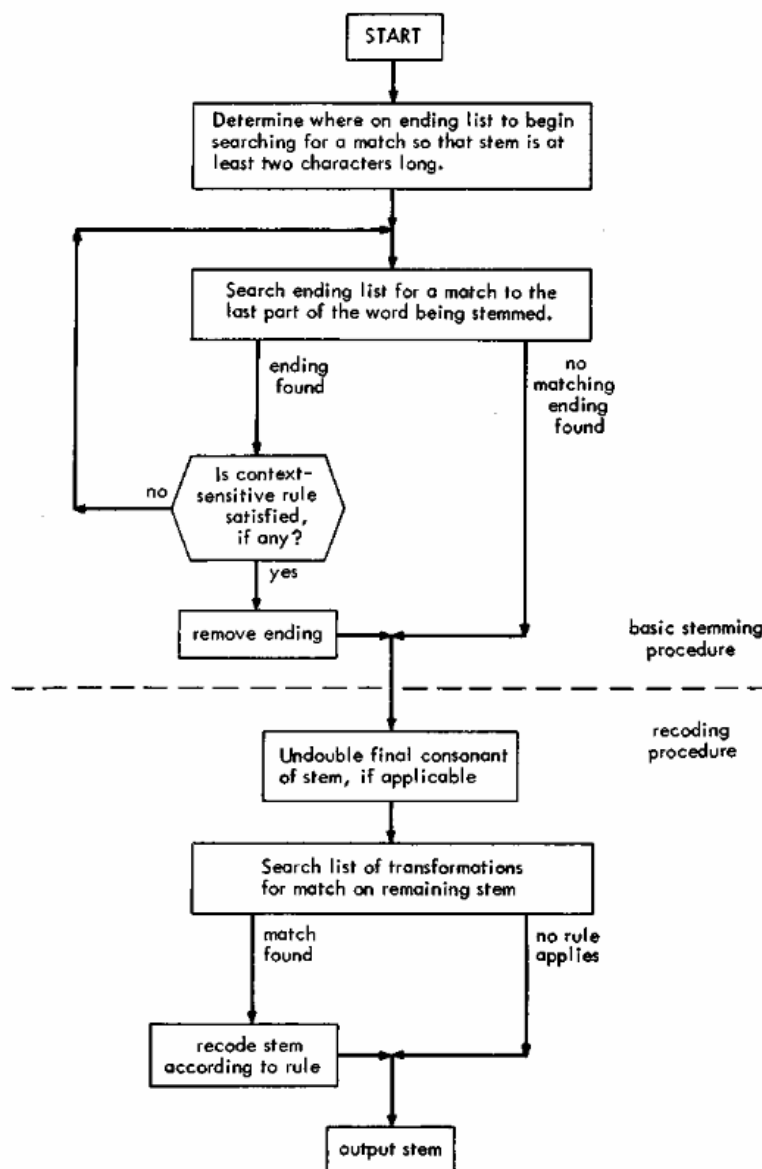 START
Determine where on ending list to begin
searching for a match so that stem is at
least two characters long.
Search ending list for a match to the
last part of the word being stemmed.
ending
found
no
matching
ending
found
no
Is context-
sensitive rule
satisfied,
if any?
yes
remove ending
basic stemming
procedure
recoding
procedure
Undouble final consonant
of stem, if applicable
Search list of transformations
for match on remaining stem
match
found
no rule
applies
recode stem
according to rule
output stem